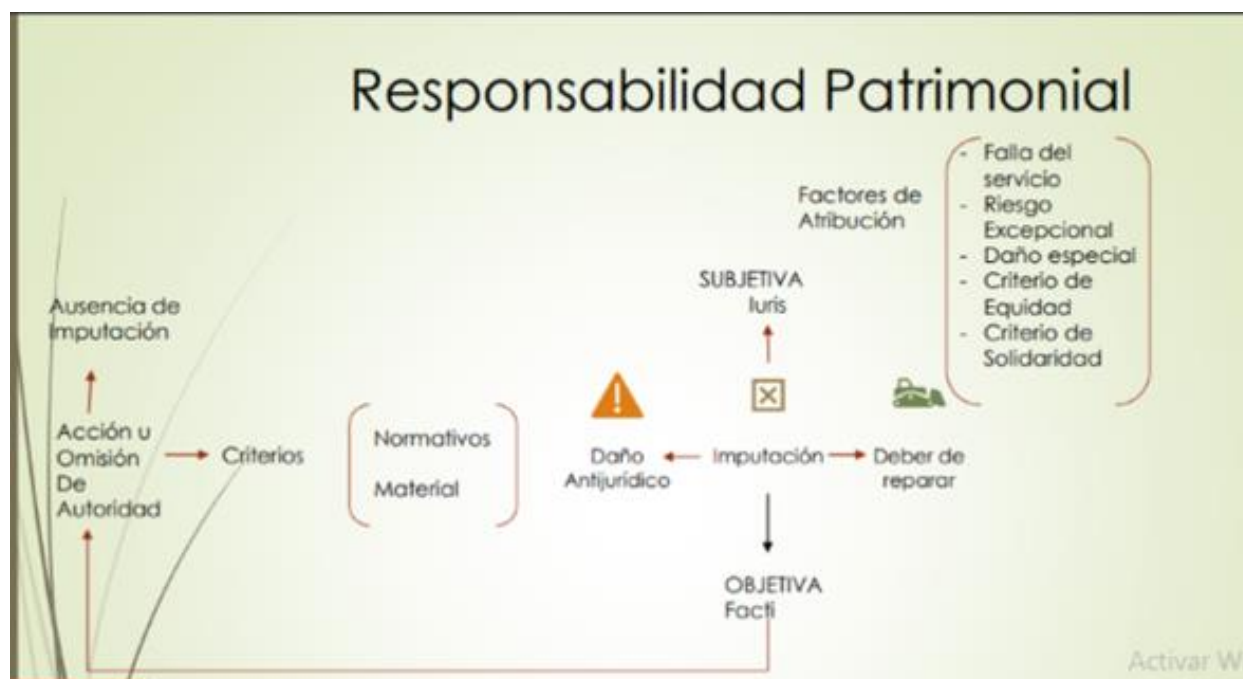 Responsabilidad Patrimonial
- Falla del
servicio
- Riesgo
Excepcional
- Daño especial
- Criterio de
Equidad
- Criterio de
Solidaridad
Factores de
Atribución
SUBJETIVA
Iuris
Ausencia de
Imputación
Acción u
Omisión
De
Autoridad
Criterios
Normativos
Material
Daño
Antijurídico
Imputación
Deber de
reparar
OBJETIVA
Facti
Activar W